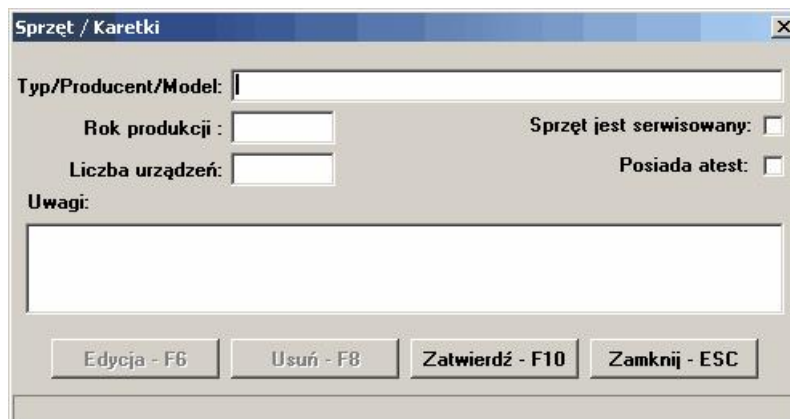 Sprzęt / Karetki
Typ/Producent/Model:
Rok produkcji :
Sprzęt jest serwisowany:
Liczba urządzeń:
Posiada atest:
Uwagi:
Edycja - F6
Usuń - F8
Zatwierdź - F10
Zamknij - ESC